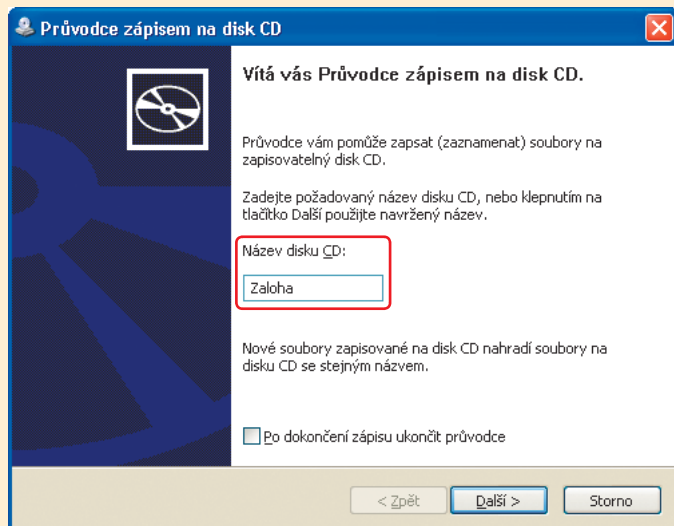 Průvodce zápisem na disk CD
Vítá vás Průvodce zápisem na disk CD.
Průvodce vám pomůže zapsat (zaznamenat) soubory na
zapisovatelný disk CD.
Zadejte požadovaný název disku CD, nebo klepnutím na
tlačítko Další použijte navržený název.
Název disku CD:
Zaloha
Nové soubory zapisované na disk CD nahradí soubory na
disku CD se stejným názvem.
Po dokončení zápisu ukončit průvodce
< Zpět
Další >
Storno